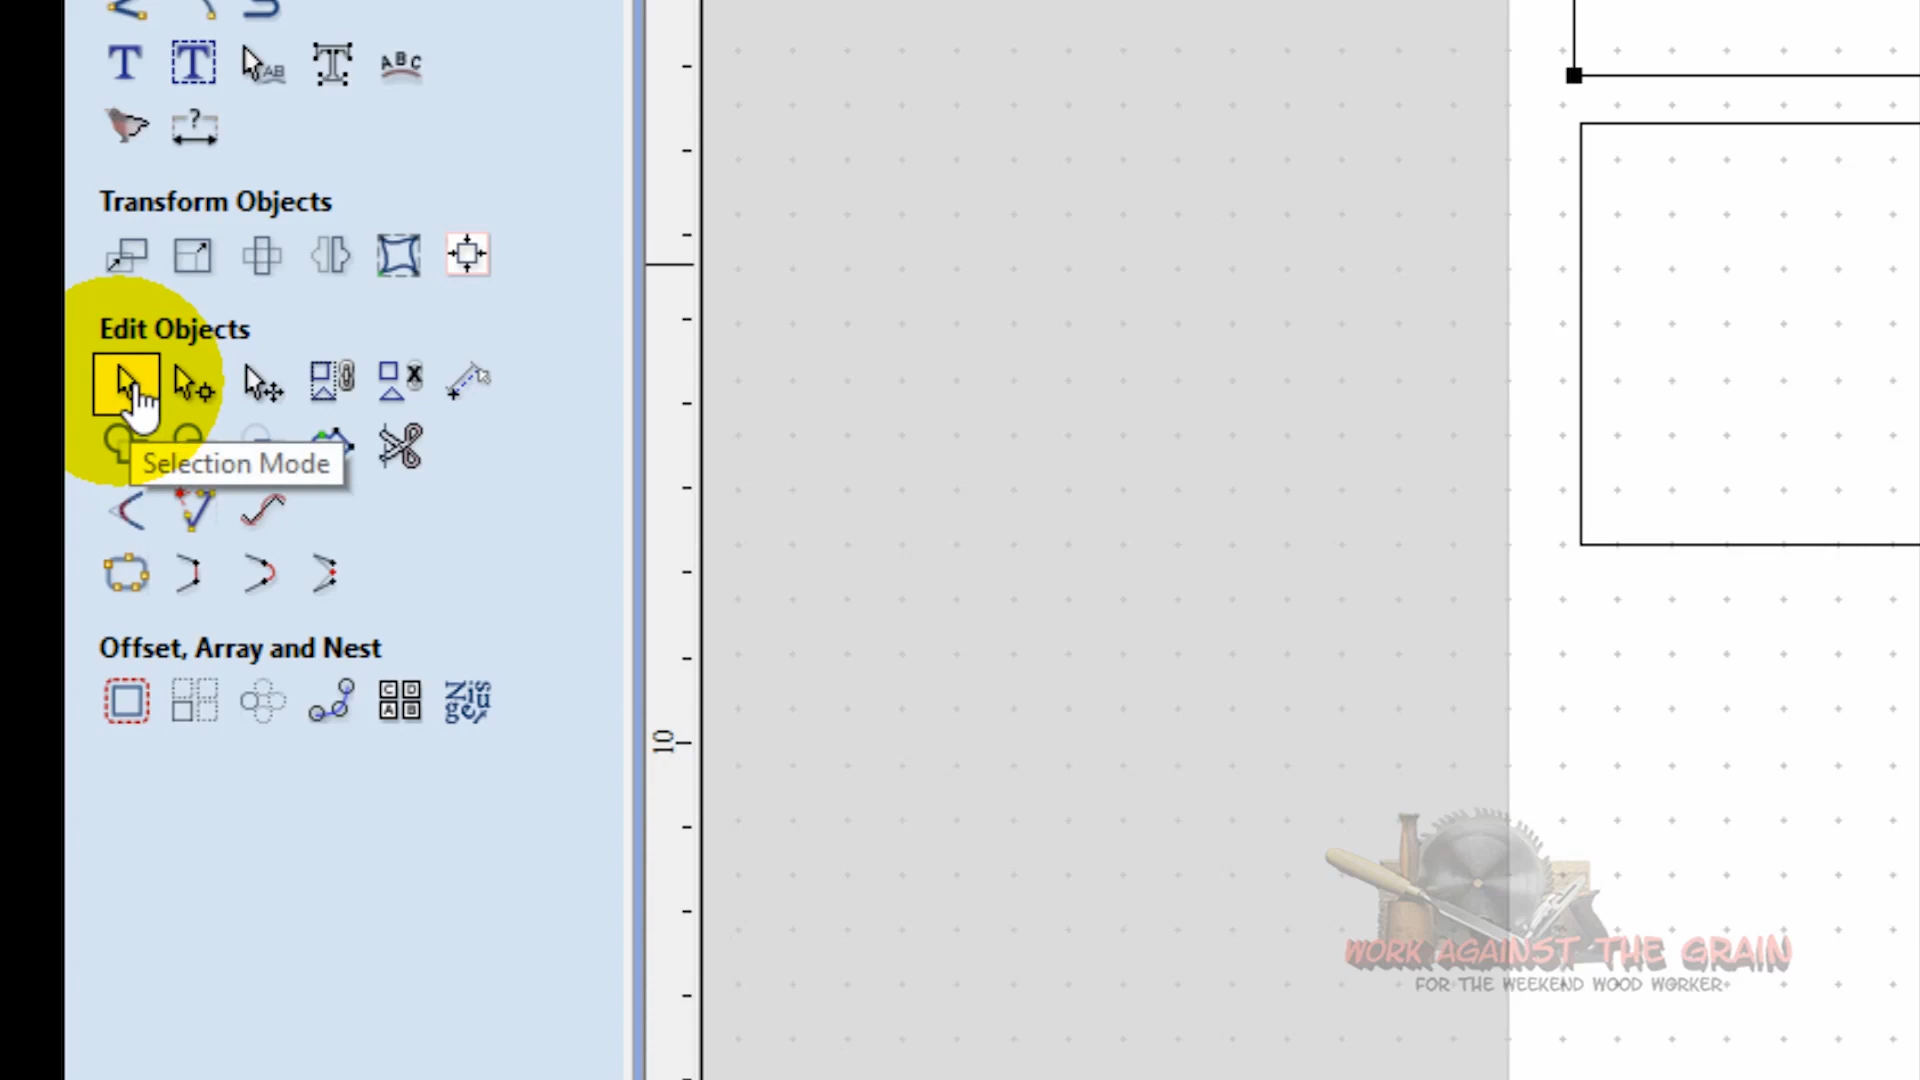 T T AB T ABC
?
Transform Objects
Edit Objects
Selection Mode
Offset, Array and Nest
C D
A B
10
WORK AGAINST THE GRAIN
FOR THE WEEKEND WOOD WORKER